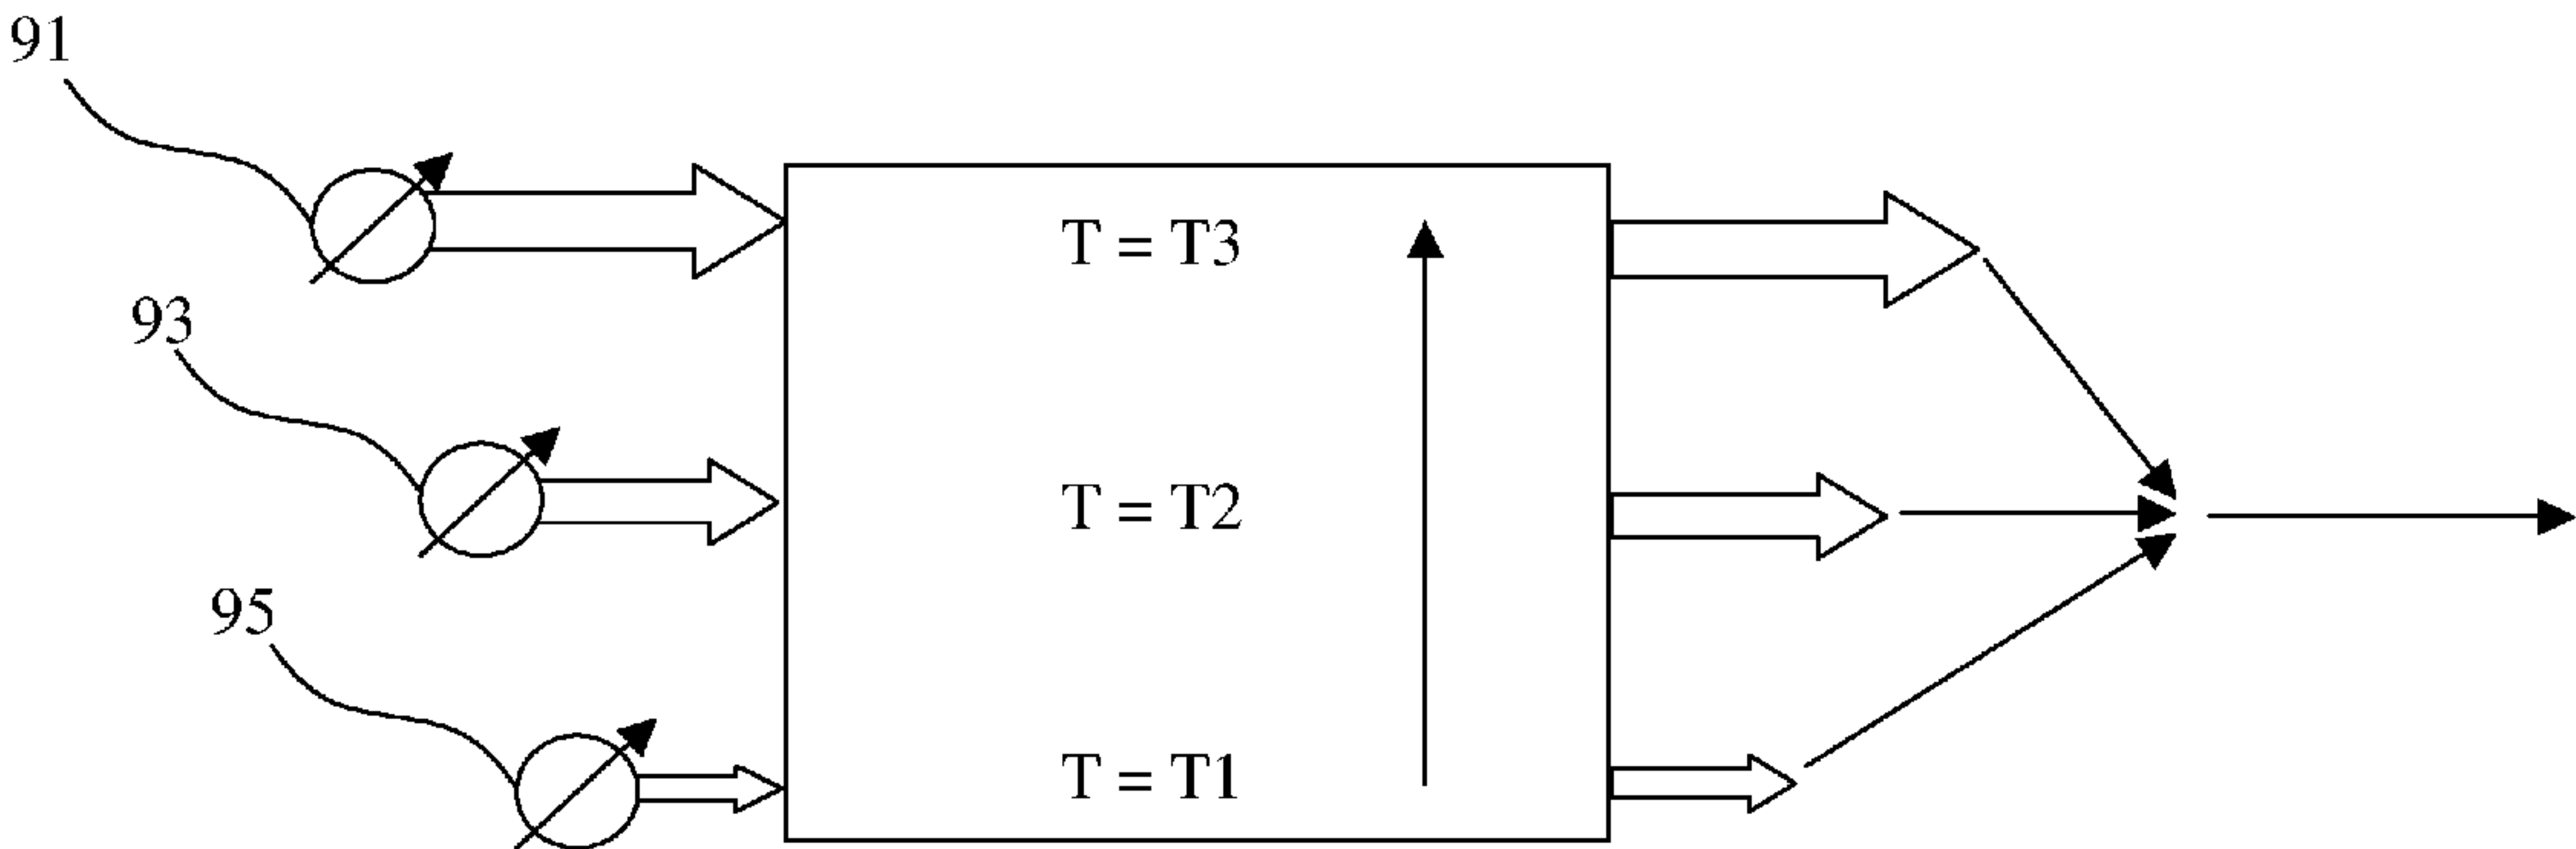 91
T = T3
93
T = T2
95
T = T1